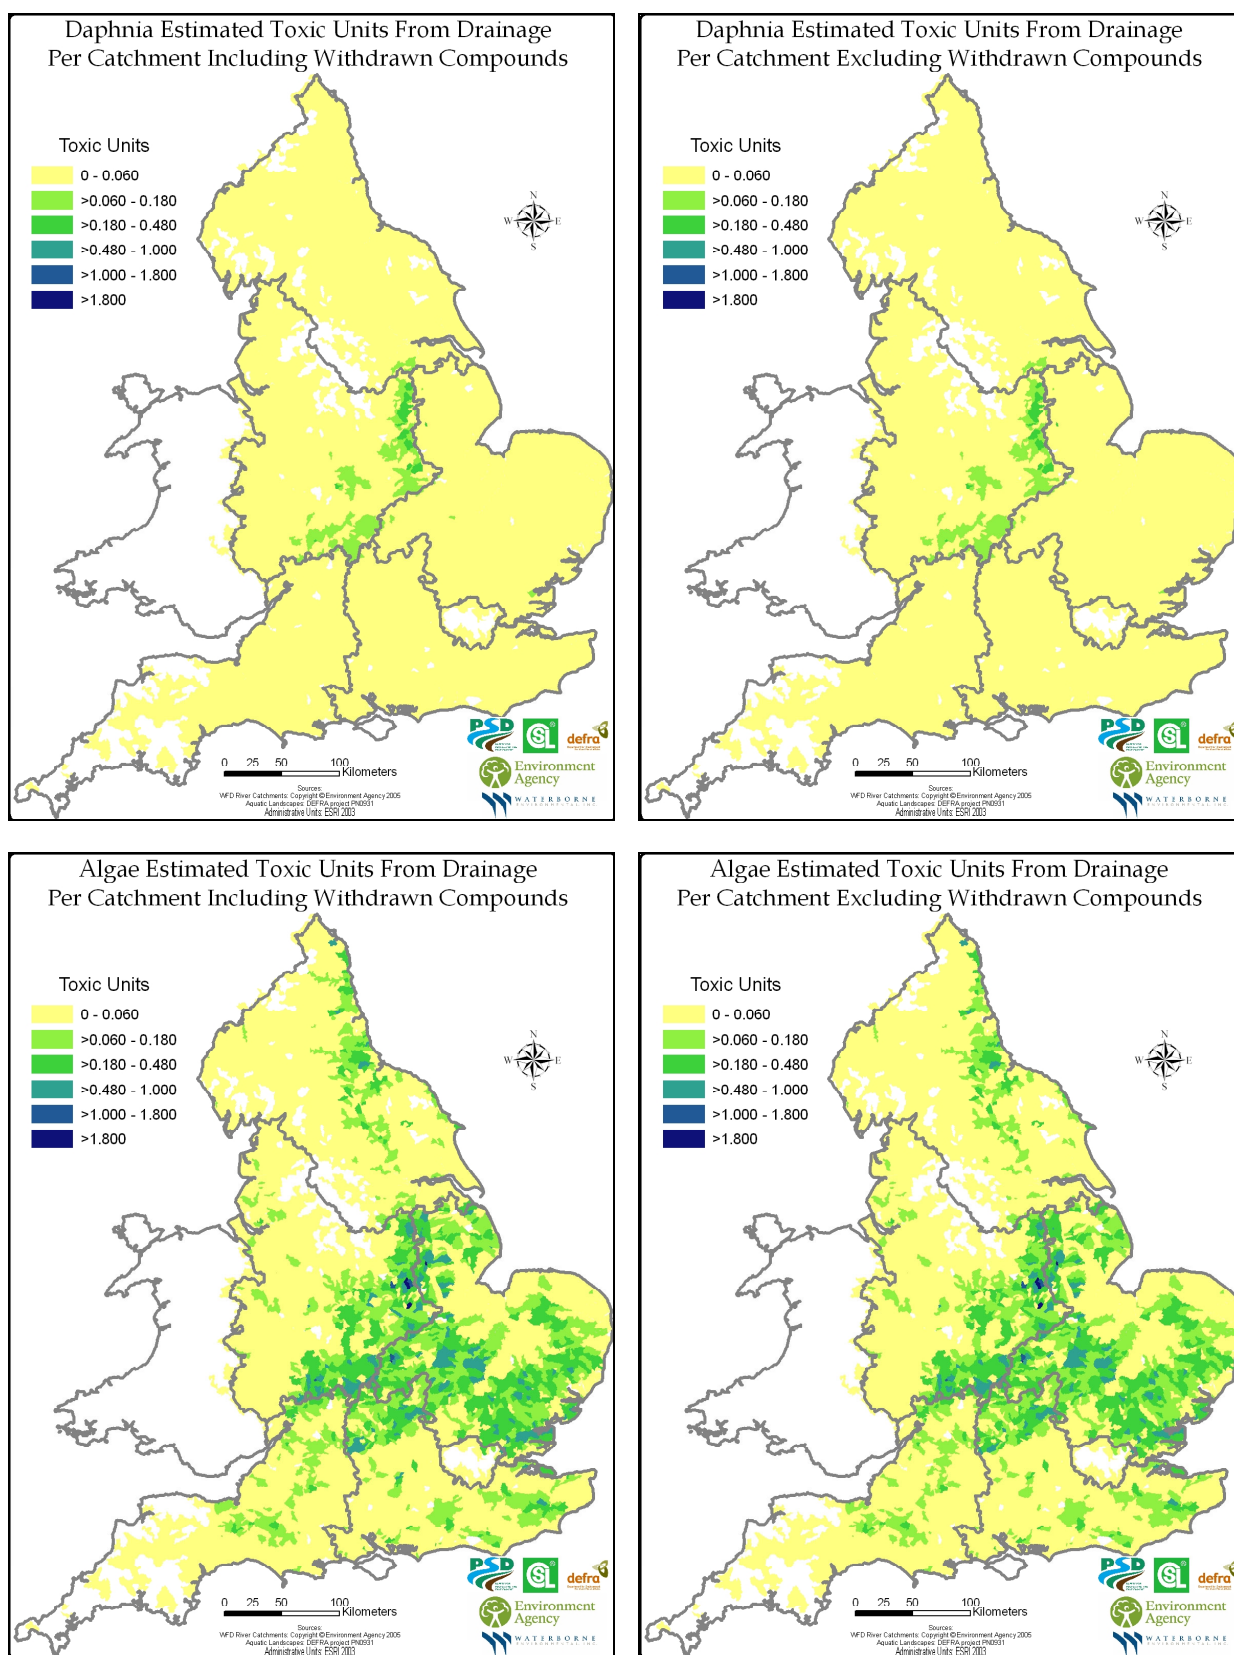 Daphnia Estimated Toxic Units From Drainage
Per Catchment Including Withdrawn Compounds
Toxic Units
0 - 0.060
>0.060 - 0.180
>0.180 - 0.480
>0.480 - 1.000
>1.000 - 1.800
>1.800
N
W E
S
PSD
CSL
defra
Environment
Agency
WATERBORNE
0 25 50 100
Kilometers
Sources:
WFD River Catchments: Copyright © Environment Agency 2005
Aquatic Landscapes: DEFRA project PN0931
Administrative Units: ESRI 2003
Daphnia Estimated Toxic Units From Drainage
Per Catchment Excluding Withdrawn Compounds
Toxic Units
0 - 0.060
>0.060 - 0.180
>0.180 - 0.480
>0.480 - 1.000
>1.000 - 1.800
>1.800
N
W E
S
PSD
CSL
defra
Environment
Agency
WATERBORNE
0 25 50 100
Kilometers
Sources:
WFD River Catchments: Copyright © Environment Agency 2005
Aquatic Landscapes: DEFRA project PN0931
Administrative Units: ESRI 2003
Algae Estimated Toxic Units From Drainage
Per Catchment Including Withdrawn Compounds
Toxic Units
0 - 0.060
>0.060 - 0.180
>0.180 - 0.480
>0.480 - 1.000
>1.000 - 1.800
>1.800
N
W E
S
PSD
CSL
defra
Environment
Agency
WATERBORNE
0 25 50 100
Kilometers
Sources:
WFD River Catchments: Copyright © Environment Agency 2005
Aquatic Landscapes: DEFRA project PN0931
Administrative Units: ESRI 2003
Algae Estimated Toxic Units From Drainage
Per Catchment Excluding Withdrawn Compounds
Toxic Units
0 - 0.060
>0.060 - 0.180
>0.180 - 0.480
>0.480 - 1.000
>1.000 - 1.800
>1.800
N
W E
S
PSD
CSL
defra
Environment
Agency
WATERBORNE
0 25 50 100
Kilometers
Sources:
WFD River Catchments: Copyright © Environment Agency 2005
Aquatic Landscapes: DEFRA project PN0931
Administrative Units: ESRI 2003